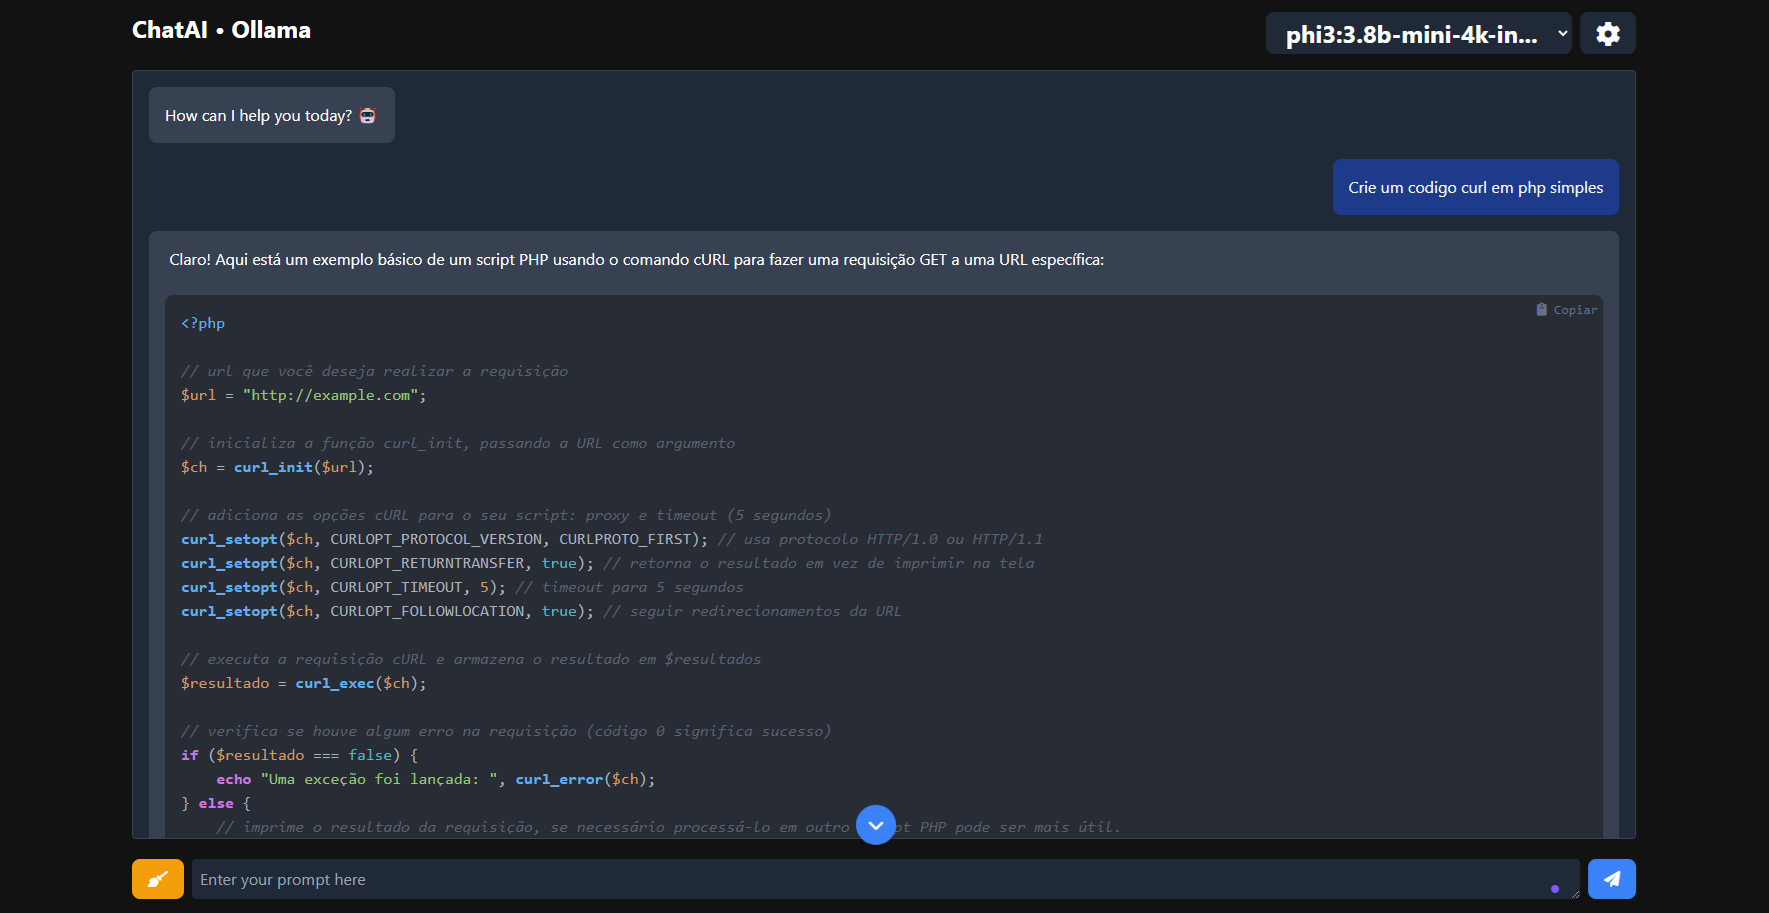 ChatAI • Ollama
phi3:3.8b-mini-4k-in...
How can I help you today?
Crie um codigo curl em php simples
Claro! Aqui está um exemplo básico de um script PHP usando o comando cURL para fazer uma requisição GET a uma URL específica:
Copiar
<?php
// url que você deseja realizar a requisição
$url = "http://example.com";
// inicializa a função curl_init, passando a URL como argumento
$ch = curl_init($url);
// adiciona as opções cURL para o seu script: proxy e timeout (5 segundos)
curl_setopt($ch, CURLOPT_PROTOCOL_VERSION, CURLPROTO_FIRST); // usa protocolo HTTP/1.0 ou HTTP/1.1
curl_setopt($ch, CURLOPT_RETURNTRANSFER, true); // retorna o resultado em vez de imprimir na tela
curl_setopt($ch, CURLOPT_TIMEOUT, 5); // timeout para 5 segundos
curl_setopt($ch, CURLOPT_FOLLOWLOCATION, true); // seguir redirecionamentos da URL
// executa a requisição cURL e armazena o resultado em $resultados
$resultado = curl_exec($ch);
// verifica se houve algum erro na requisição (código 0 significa sucesso)
if ($resultado === false) {
    echo "Uma exceção foi lançada: ", curl_error($ch);
} else {
    // imprime o resultado da requisição, se necessário processá-lo em outro PHP pode ser mais útil.
Enter your prompt here